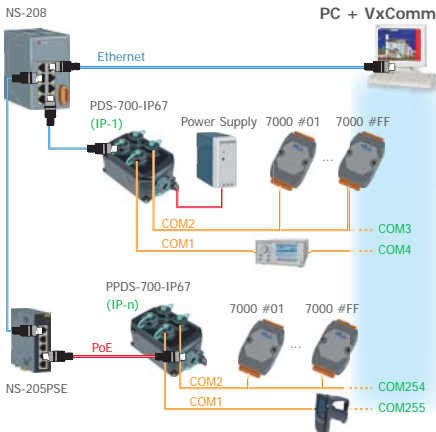 NS-208
PC + VxComm
Ethernet
PDS-700-IP67
(IP-1)
Power Supply
7000 #01
7000 #FF
...
COM2
COM3
COM1
COM4
PPDS-700-IP67
(IP-n)
7000 #01
7000 #FF
...
PoE
NS-205PSE
COM2
COM254
COM1
COM255